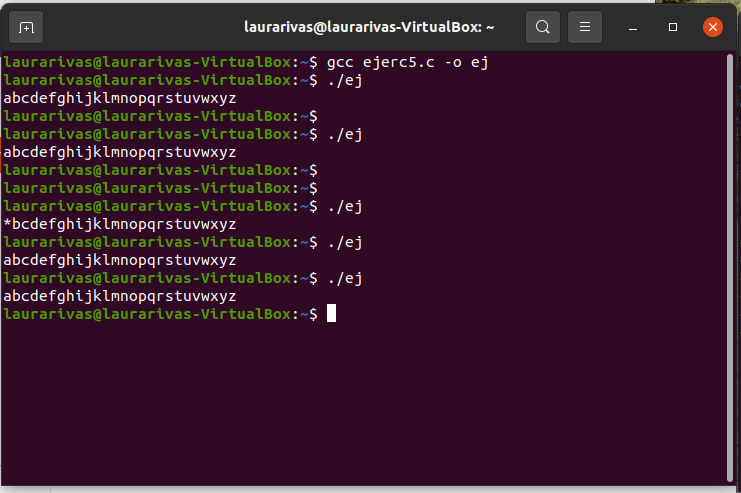 laurarivas@laurarivas-VirtualBox: ~
laurarivas@laurarivas-VirtualBox:~$ gcc ejerc5.c -o ej
laurarivas@laurarivas-VirtualBox:~$ ./ej
abcdefghijklmnopqrstuvwxyz
laurarivas@laurarivas-VirtualBox:~$
laurarivas@laurarivas-VirtualBox:~$ ./ej
abcdefghijklmnopqrstuvwxyz
laurarivas@laurarivas-VirtualBox:~$
laurarivas@laurarivas-VirtualBox:~$
laurarivas@laurarivas-VirtualBox:~$ ./ej
*bcdefghijklmnopqrstuvwxyz
laurarivas@laurarivas-VirtualBox:~$ ./ej
abcdefghijklmnopqrstuvwxyz
laurarivas@laurarivas-VirtualBox:~$ ./ej
abcdefghijklmnopqrstuvwxyz
laurarivas@laurarivas-VirtualBox:~$